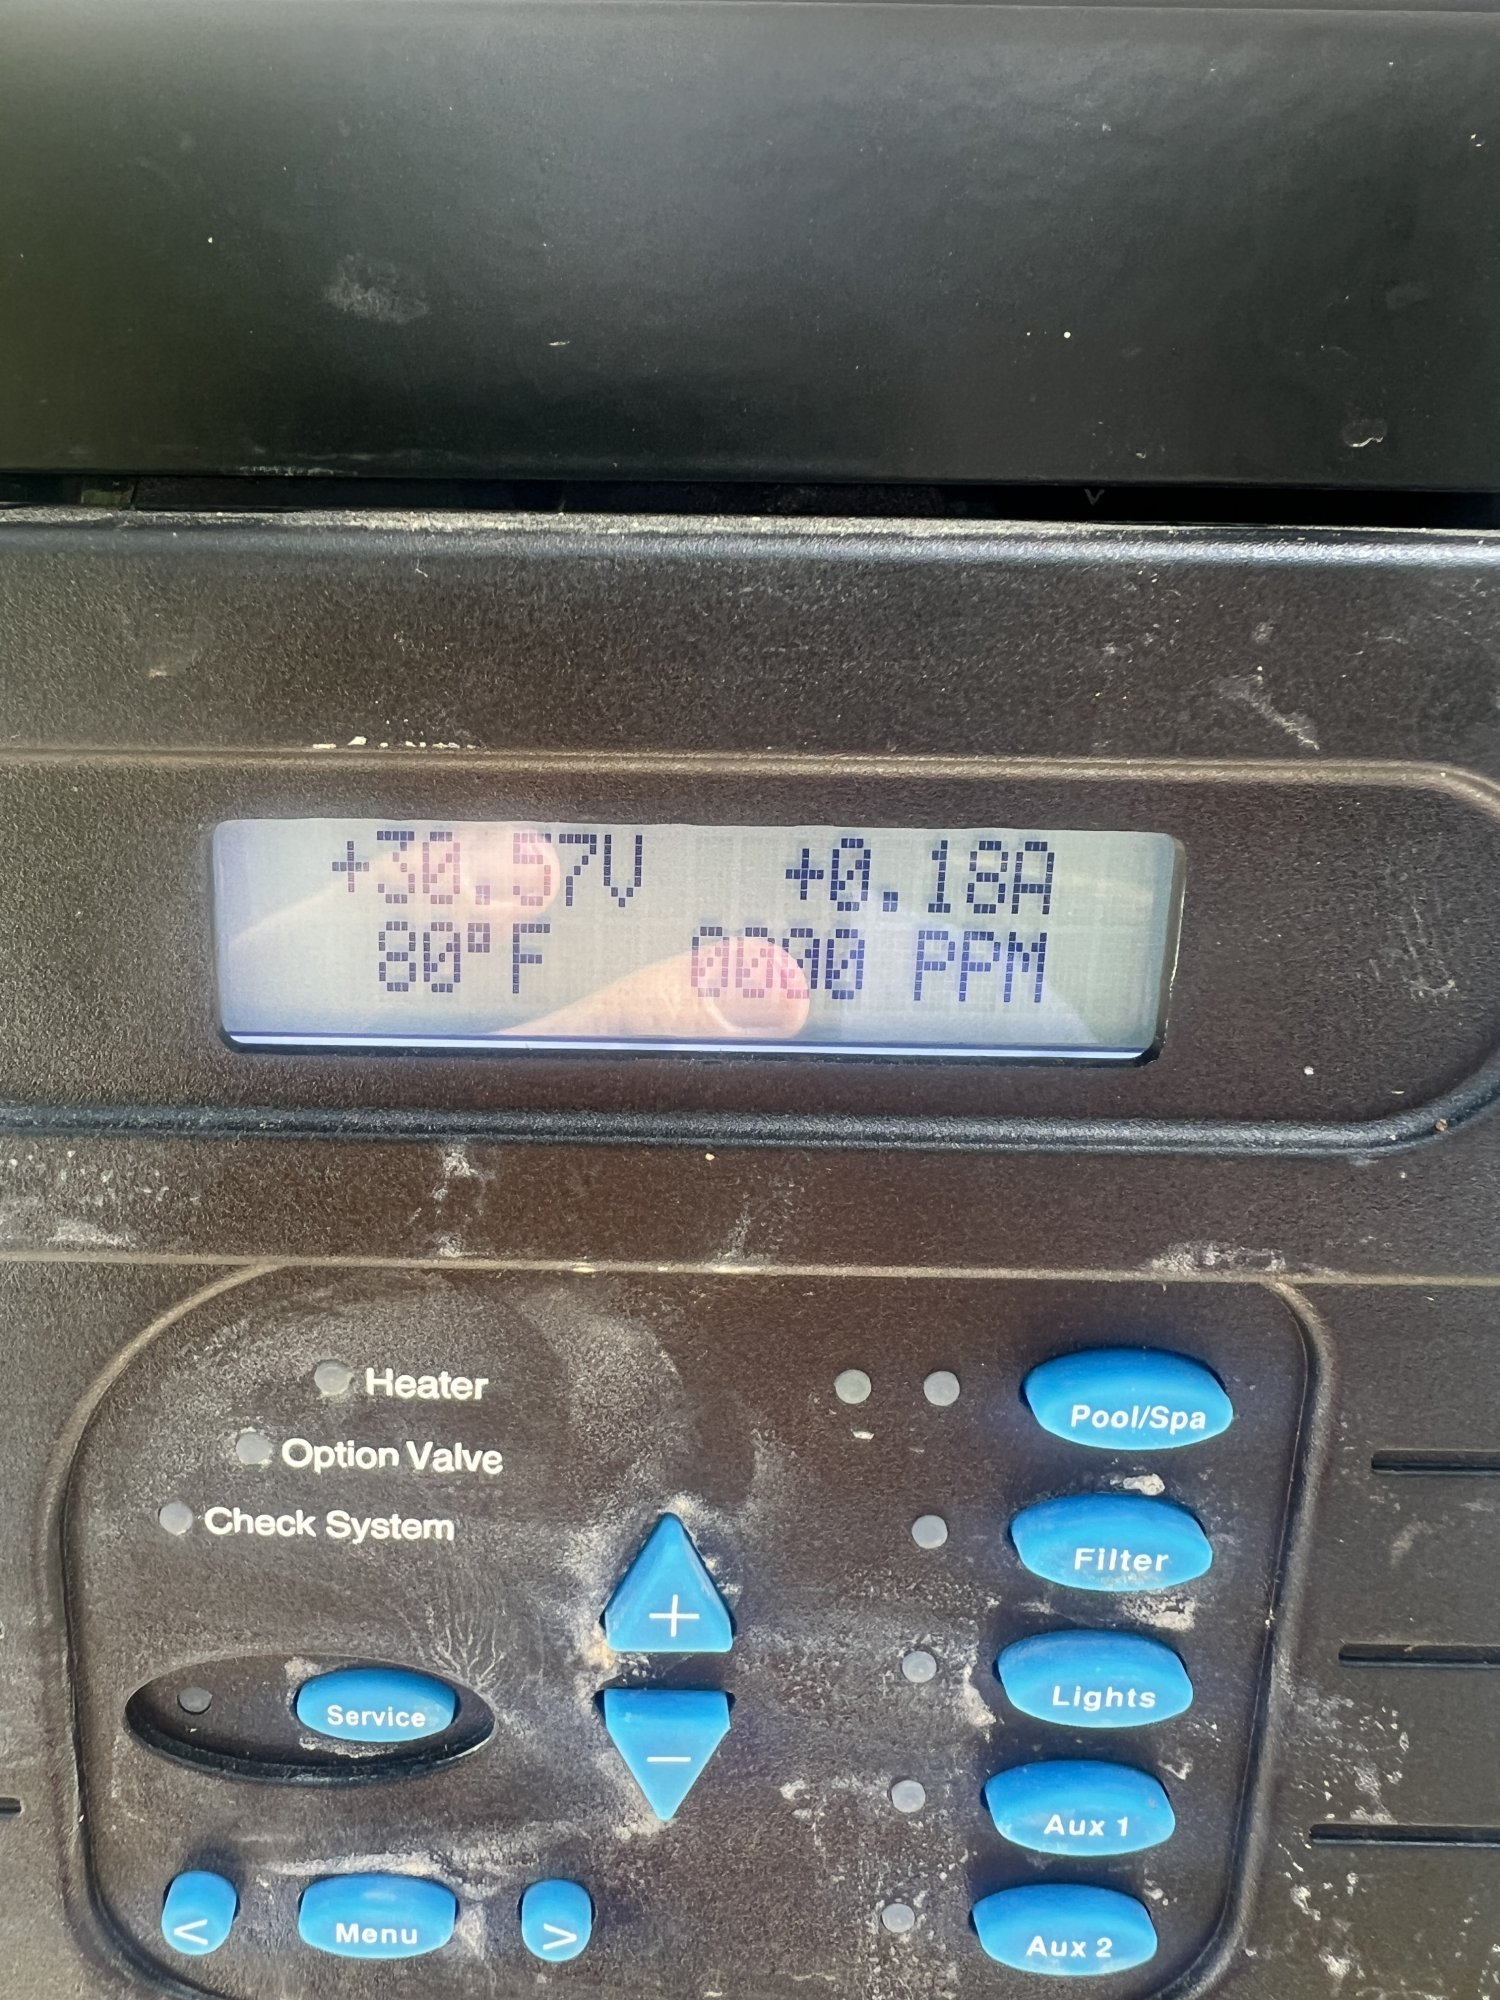 +30.57V +0.18A
80°F 0000 PPM
Heater
Option Valve
Check System
Pool/Spa
Filter
+
Lights
Service
−
Aux 1
< Menu >
Aux 2